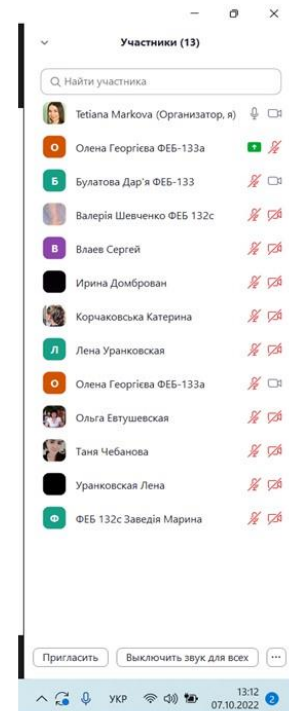 Участники (13)
Найти участника
Tetiana Markova (Организатор, я)
О Олена Георгієва ФЕБ-133а
Б Булатова Дар'я ФЕБ-133
Валерія Шевченко ФЕБ 132с
В Влаев Сергей
Ирина Домброван
Корчаковська Катерина
Л Лена Уранковская
О Олена Георгієва ФЕБ-133а
Ольга Евтушевская
Таня Чебанова
Уранковская Лена
Ф ФЕБ 132с Заведія Марина
Пригласить Выключить звук для всех ...
УКР 13:12
07.10.2022 2